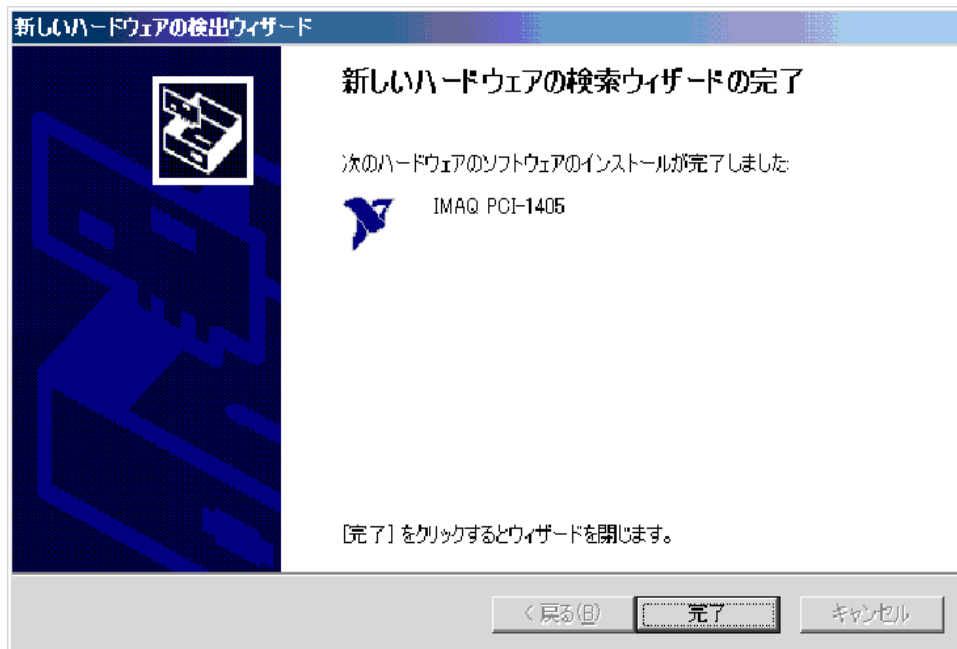 新しいハードウェアの検出ウィザード
新しいハードウェアの検索ウィザードの完了
次のハードウェアのソフトウェアのインストールが完了しました:
IMAQ PCI-1405
[完了] をクリックするとウィザードを閉じます。
< 戻る(B)
完了
キャンセル